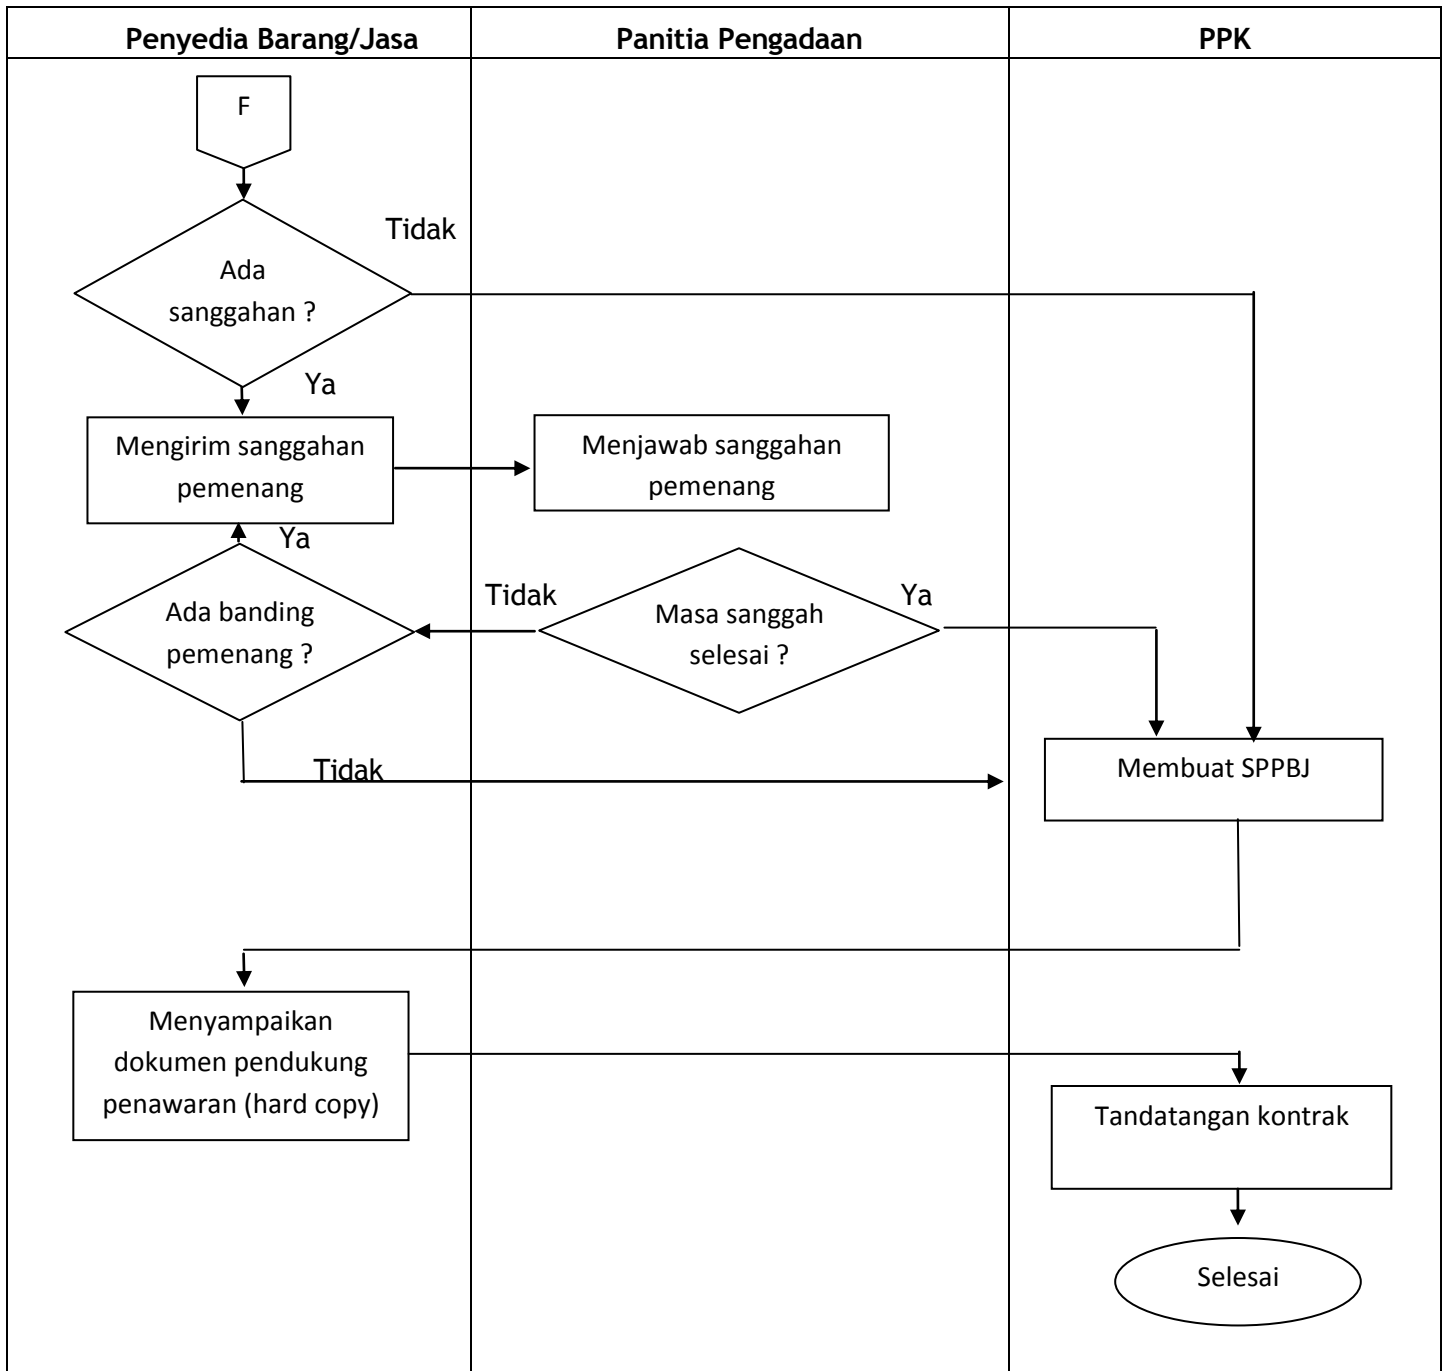 Penyedia Barang/Jasa
Panitia Pengadaan
PPK
F
Tidak
Ada
sanggahan ?
Ya
Mengirim sanggahan
pemenang
Menjawab sanggahan
pemenang
Ya
Ada banding
pemenang ?
Tidak
Masa sanggah
selesai ?
Ya
Tidak
Membuat SPPBJ
Menyampaikan
dokumen pendukung
penawaran (hard copy)
Tandatangan kontrak
Selesai